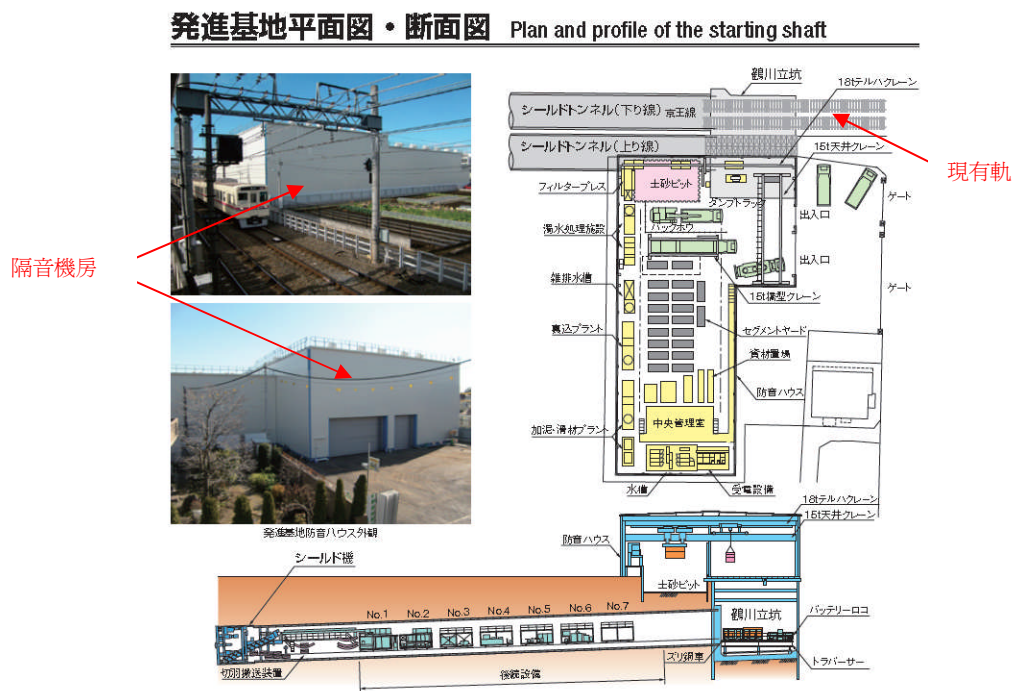 発進基地平面図・断面図 Plan and profile of the starting shaft
隔音機房
現有軌
発進基地防音ハウス外観
鶴川立坑
18tテルハクレーン
シールドトンネル(下り線) 京王線
シールドトンネル(上り線)
15t天井クレーン
フィルタープレス
土砂ピット
ダンプトラック
ゲート
出入口
バックホウ
濁水処理施設
出入口
ゲート
雑排水槽
15t橋型クレーン
裏込プラント
セグメントヤード
資材置場
防音ハウス
加泥・滑材プラント
中央管理室
水槽
受電設備
18tテルハクレーン
15t天井クレーン
防音ハウス
土砂ピット
シールド機
No.1 No.2 No.3 No.4 No.5 No.6 No.7
鶴川立坑
バッテリーロコ
切羽搬送装置
後続設備
ズリ鋼車
トラバーサー